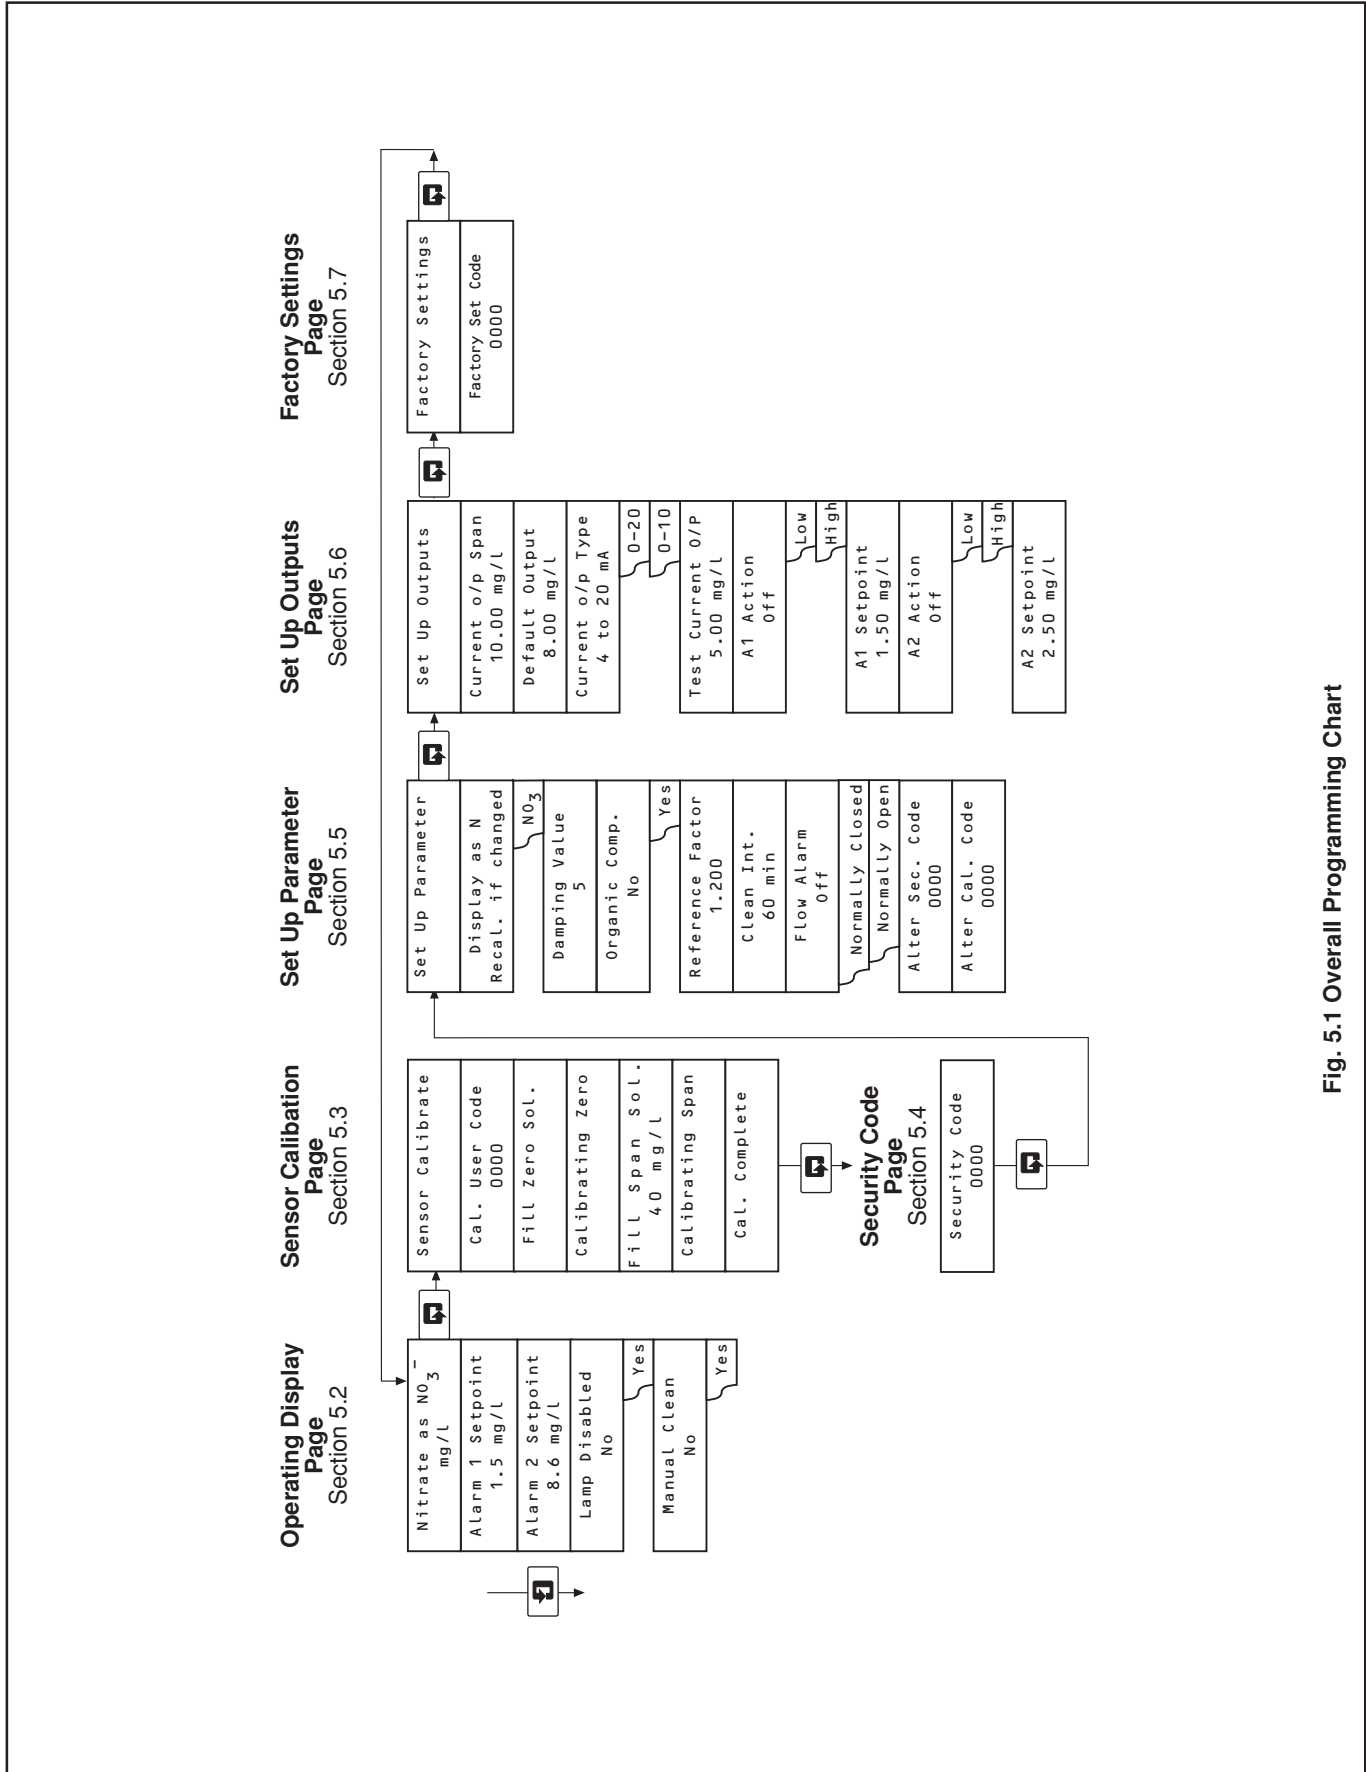 Operating Display
Page
Section 5.2
Nitrate as NO3–
mg/l
Alarm 1 Setpoint
1.5 mg/l
Alarm 2 Setpoint
8.6 mg/l
Lamp Disabled
No
Yes
Manual Clean
No
Yes
Sensor Calibation
Page
Section 5.3
Sensor Calibrate
Cal. User Code
0000
Fill Zero Sol.
Calibrating Zero
Fill Span Sol.
40 mg/l
Calibrating Span
Cal. Complete
Security Code
Page
Section 5.4
Security Code
0000
Set Up Parameter
Page
Section 5.5
Set Up Parameter
Display as N
Recal. if changed
NO3
Damping Value
5
Organic Comp.
No
Yes
Reference Factor
1.200
Clean Int.
60 min
Flow Alarm
Off
Normally Closed
Normally Open
Alter Sec. Code
0000
Alter Cal. Code
0000
Set Up Outputs
Page
Section 5.6
Set Up Outputs
Current o/p Span
10.00 mg/l
Default Output
8.00 mg/l
Current o/p Type
4 to 20 mA
0-20
0-10
Test Current O/P
5.00 mg/l
A1 Action
Off
Low
High
A1 Setpoint
1.50 mg/l
A2 Action
Off
Low
High
A2 Setpoint
2.50 mg/l
Factory Settings
Page
Section 5.7
Factory Settings
Factory Set Code
0000
Fig. 5.1 Overall Programming Chart